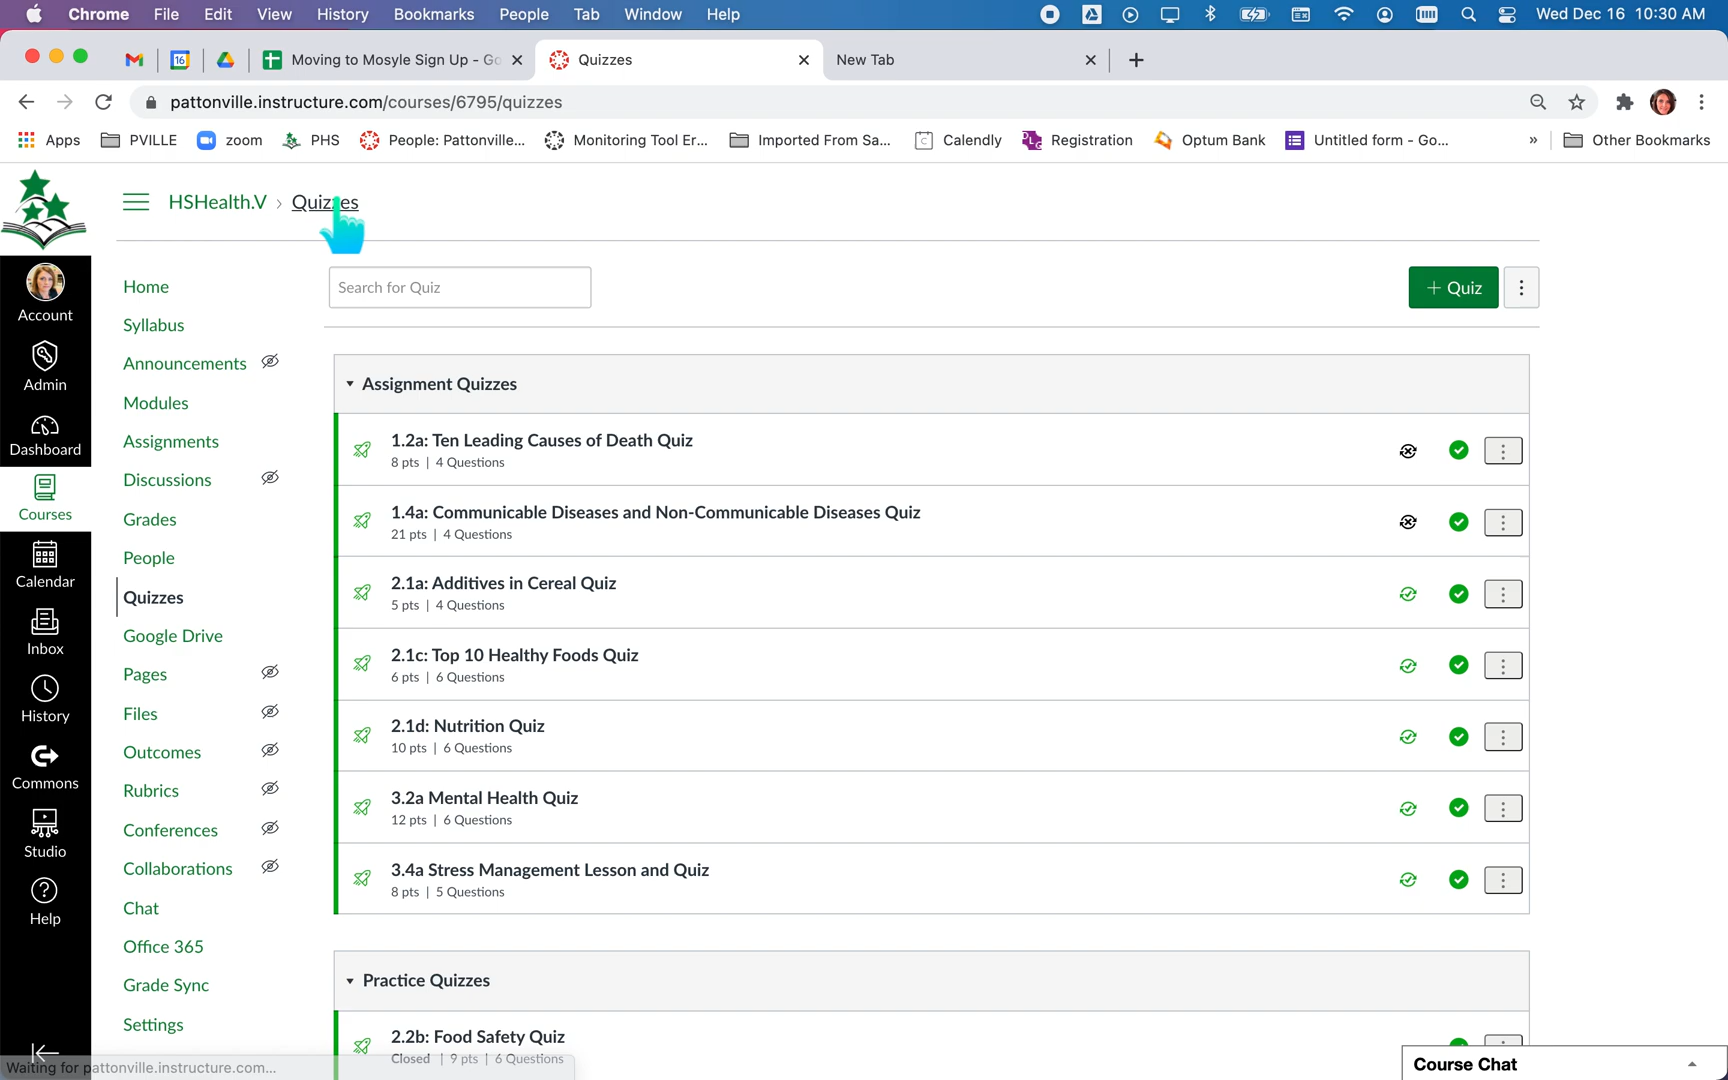 Chrome File Edit View History Bookmarks People Tab Window Help Wed Dec 16 10:30 AM
16 Moving to Mosyle Sign Up - Go Quizzes New Tab
pattonville.instructure.com/courses/6795/quizzes
Apps PVILLE zoom PHS People: Pattonville... Monitoring Tool Er... Imported From Sa... Calendly Registration Optum Bank Untitled form - Go... » Other Bookmarks
HSHealth.V › Quizzes
Account
Admin
Dashboard
Courses
Calendar
Inbox
History
Commons
Studio
Help
Home
Syllabus
Announcements
Modules
Assignments
Discussions
Grades
People
Quizzes
Google Drive
Pages
Files
Outcomes
Rubrics
Conferences
Collaborations
Chat
Office 365
Grade Sync
Settings
Search for Quiz
+ Quiz
Assignment Quizzes
1.2a: Ten Leading Causes of Death Quiz
8 pts | 4 Questions
1.4a: Communicable Diseases and Non-Communicable Diseases Quiz
21 pts | 4 Questions
2.1a: Additives in Cereal Quiz
5 pts | 4 Questions
2.1c: Top 10 Healthy Foods Quiz
6 pts | 6 Questions
2.1d: Nutrition Quiz
10 pts | 6 Questions
3.2a Mental Health Quiz
12 pts | 6 Questions
3.4a Stress Management Lesson and Quiz
8 pts | 5 Questions
Practice Quizzes
2.2b: Food Safety Quiz
Closed | 9 pts | 6 Questions
Waiting for pattonville.instructure.com...
Course Chat